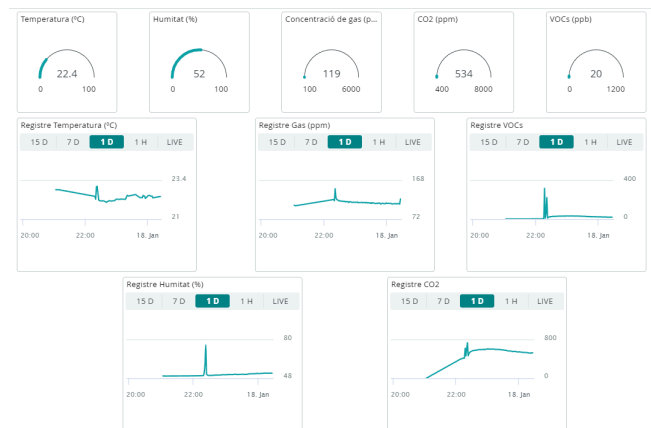 Temperatura (ºC)
22.4
0 100
Humitat (%)
52
0 100
Concentració de gas (p...
119
100 6000
CO2 (ppm)
534
400 8000
VOCs (ppb)
20
0 1200
Registre Temperatura (ºC)
15 D 7 D 1 D 1 H LIVE
23.4
21
20:00 22:00 18. Jan
Registre Gas (ppm)
15 D 7 D 1 D 1 H LIVE
168
72
20:00 22:00 18. Jan
Registre VOCs
15 D 7 D 1 D 1 H LIVE
400
0
20:00 22:00 18. Jan
Registre Humitat (%)
15 D 7 D 1 D 1 H LIVE
80
48
20:00 22:00 18. Jan
Registre CO2
15 D 7 D 1 D 1 H LIVE
800
0
20:00 22:00 18. Jan